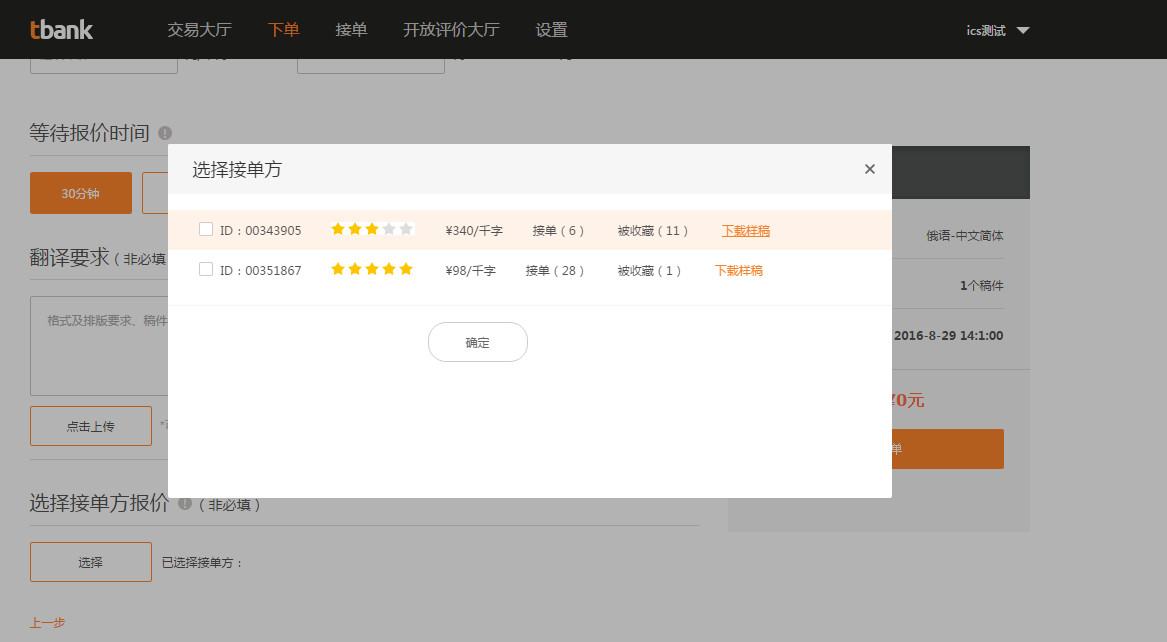 tbank 交易大厅 下单 接单 开放评价大厅 设置 ics测试
等待报价时间
30分钟
选择接单方 ×
ID：00343905 ¥340/千字 接单（6） 被收藏（11） 下载样稿
ID：00351867 ¥98/千字 接单（28） 被收藏（1） 下载样稿
确定
翻译要求（非必填
格式及排版要求、稿件
点击上传
俄语-中文简体
1个稿件
2016-8-29 14:1:00
0元
单
选择接单方报价 （非必填）
选择 已选择接单方：
上一步